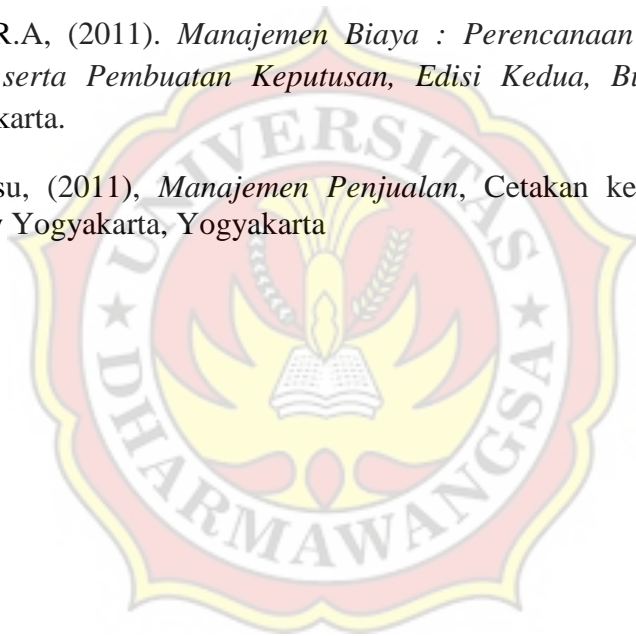 R.A, (2011). Manajemen Biaya : Perencanaan
serta Pembuatan Keputusan, Edisi Kedua, Bu
karta.
su, (2011), Manajemen Penjualan, Cetakan ke
Yogyakarta, Yogyakarta
UNIVERSITAS
DHARMAWANGSA